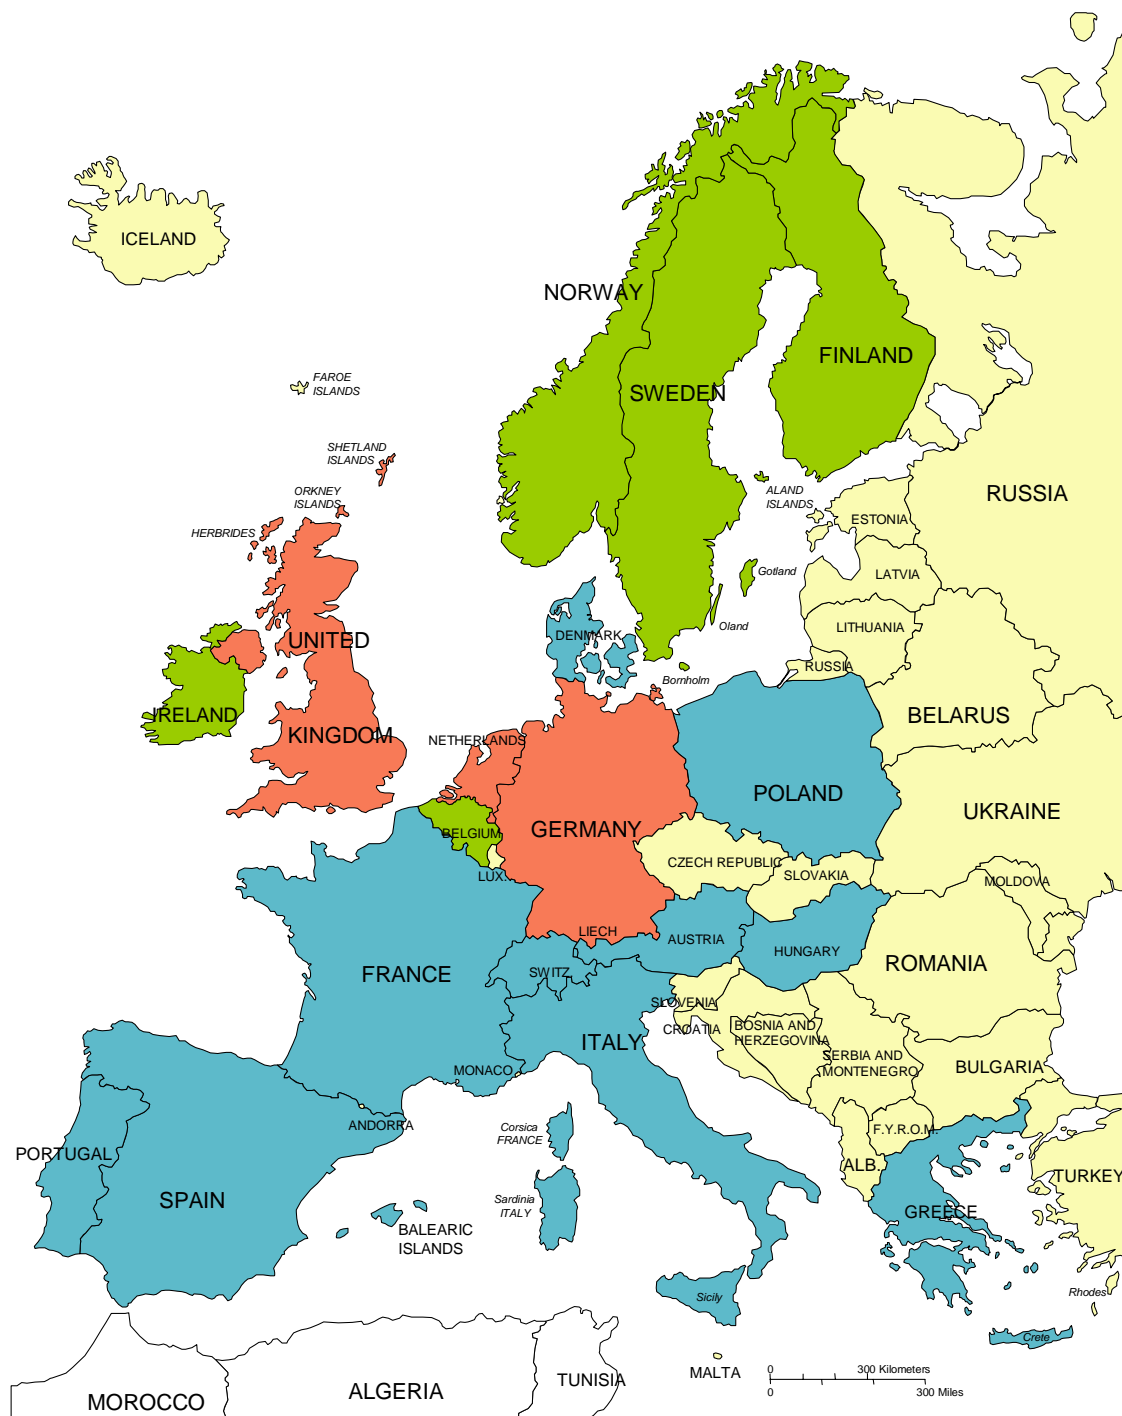 ICELAND
NORWAY
FINLAND
SWEDEN
FAROE
ISLANDS
SHETLAND
ISLANDS
ORKNEY
ISLANDS
HERBRIDES
ALAND
ISLANDS
RUSSIA
ESTONIA
LATVIA
Gotland
Oland
LITHUANIA
RUSSIA
DENMARK
Bornholm
UNITED
KINGDOM
IRELAND
BELARUS
NETHERLANDS
POLAND
UKRAINE
BELGIUM
GERMANY
LUX.
CZECH REPUBLIC
SLOVAKIA
MOLDOVA
LIECH
AUSTRIA
HUNGARY
ROMANIA
FRANCE
SWITZ
SLOVENIA
CROATIA
BOSNIA AND
HERZEGOVINA
ITALY
SERBIA AND
MONTENEGRO
BULGARIA
MONACO
ANDORRA
Corsica
FRANCE
F.Y.R.O.M.
ALB.
PORTUGAL
SPAIN
Sardinia
ITALY
TURKEY
GREECE
BALEARIC
ISLANDS
Sicily
Rhodes
Crete
MALTA
0 300 Kilometers
0 300 Miles
MOROCCO
ALGERIA
TUNISIA